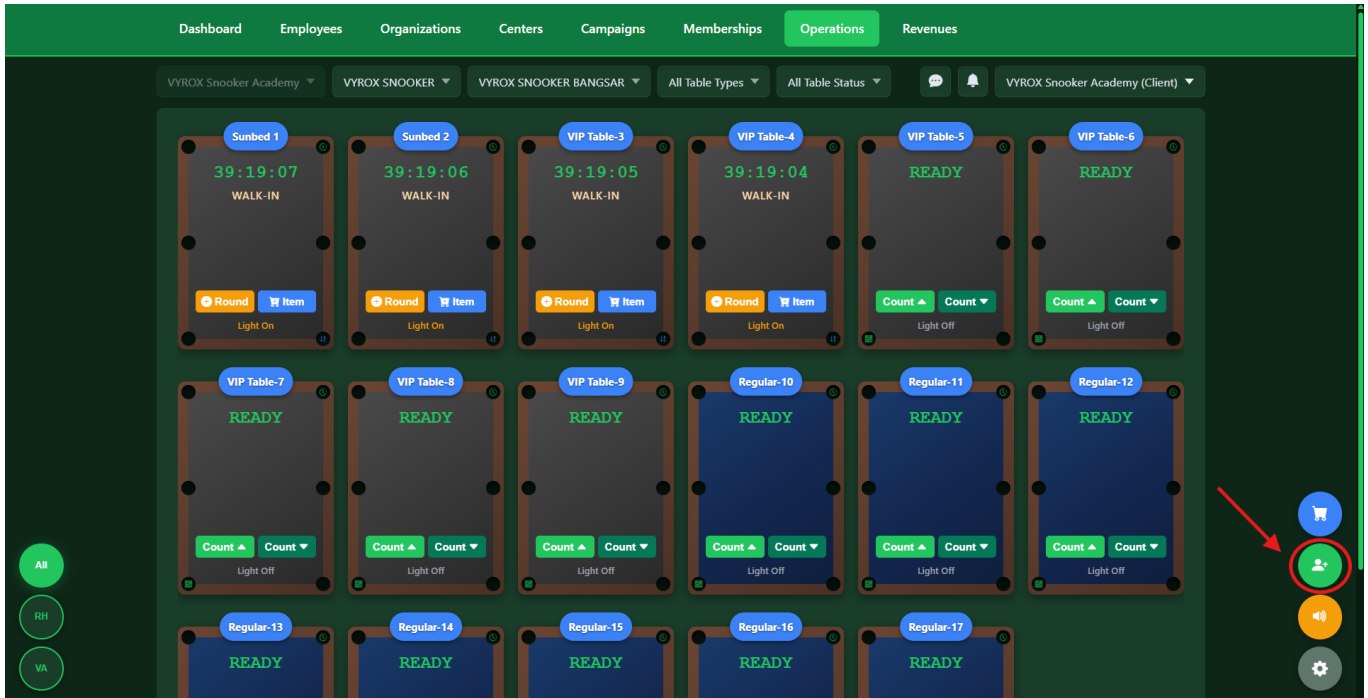 Dashboard Employees Organizations Centers Campaigns Memberships Operations Revenues
VYROX Snooker Academy VYROX SNOOKER VYROX SNOOKER BANGSAR All Table Types All Table Status VYROX Snooker Academy (Client)
Sunbed 1 Sunbed 2 VIP Table-3 VIP Table-4 VIP Table-5 VIP Table-6
39:19:07 39:19:06 39:19:05 39:19:04 READY READY
WALK-IN WALK-IN WALK-IN WALK-IN
Round Item Round Item Round Item Round Item Count Count Count Count
Light On Light On Light On Light On Light Off Light Off
VIP Table-7 VIP Table-8 VIP Table-9 Regular-10 Regular-11 Regular-12
READY READY READY READY READY READY
Count Count Count Count Count Count Count Count Count Count Count Count
Light Off Light Off Light Off Light Off Light Off Light Off
All
RH
Regular-13 Regular-14 Regular-15 Regular-16 Regular-17
READY READY READY READY READY
VA